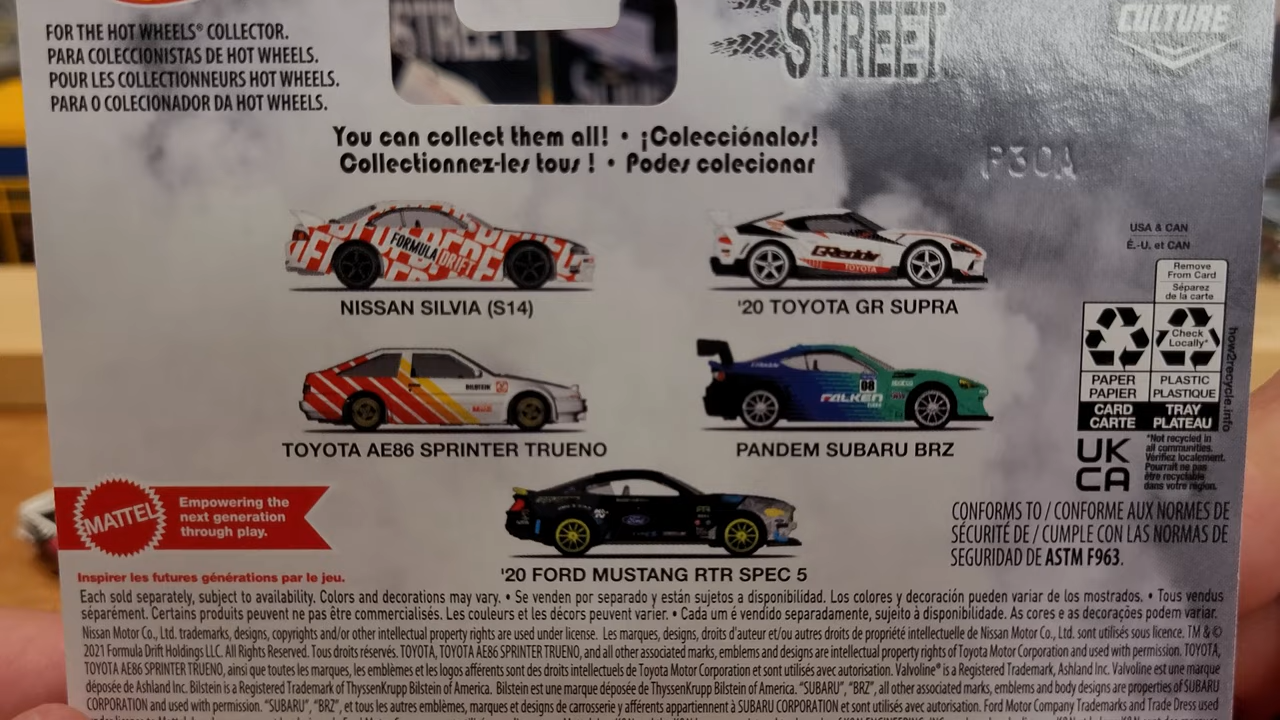 FOR THE HOT WHEELS® COLLECTOR.
PARA COLECCIONISTAS DE HOT WHEELS.
POUR LES COLLECTIONNEURS HOT WHEELS.
PARA O COLECIONADOR DA HOT WHEELS.
STREET
STREET
CULTURE
You can collect them all! • ¡Colecciónalos!
Collectionnez-les tous ! • Podes colecionar
P30A
USA & CAN
É.-U. et CAN
Remove
From Card
Séparez
de la carte
Check
Locally*
PAPER
PAPIER
PLASTIC
PLASTIQUE
CARD
CARTE
TRAY
PLATEAU
how2recycle.info
FORMULA DRIFT
NISSAN SILVIA (S14)
GReddy
TOYOTA
'20 TOYOTA GR SUPRA
BILSTEIN
TOYOTA AE86 SPRINTER TRUENO
08
FALKEN
PANDEM SUBARU BRZ
UK
CA
*Not recycled in
all communities.
Vérifiez localement.
Pourrait ne pas
être recyclable
dans votre région.
MATTEL
Empowering the
next generation
through play.
Ford
CONFORMS TO / CONFORME AUX NORMES DE
SÉCURITÉ DE / CUMPLE CON LAS NORMAS DE
SEGURIDAD DE ASTM F963.
'20 FORD MUSTANG RTR SPEC 5
Inspirer les futures générations par le jeu.
Each sold separately, subject to availability. Colors and decorations may vary. • Se venden por separado y están sujetos a disponibilidad. Los colores y decoración pueden variar de los mostrados. • Tous vendus
séparément. Certains produits peuvent ne pas être commercialisés. Les couleurs et les décors peuvent varier. • Cada um é vendido separadamente, sujeito à disponibilidade. As cores e as decorações podem variar.
Nissan Motor Co., Ltd. trademarks, designs, copyrights and/or other intellectual property rights are used under license. Les marques, designs, droits d'auteur et/ou autres droits de propriété intellectuelle de Nissan Motor Co., Ltd. sont utilisés sous licence. TM & ©
2021 Formula Drift Holdings LLC. All Rights Reserved. Tous droits réservés. TOYOTA, TOYOTA AE86 SPRINTER TRUENO, and all other associated marks, emblems and designs are intellectual property rights of Toyota Motor Corporation and used with permission. TOYOTA,
TOYOTA AE86 SPRINTER TRUENO, ainsi que toutes les marques, les emblèmes et les logos afférents sont des droits intellectuels de Toyota Motor Corporation et sont utilisés avec autorisation. Valvoline® is a Registered Trademark, Ashland Inc. Valvoline est une marque
déposée de Ashland Inc. Bilstein is a Registered Trademark of ThyssenKrupp Bilstein of America. Bilstein est une marque déposée de ThyssenKrupp Bilstein of America. "SUBARU", "BRZ", all other associated marks, emblems and body designs are properties of SUBARU
CORPORATION and used with permission. "SUBARU", "BRZ", et tous les autres emblèmes, marques et designs de carrosserie y afférents appartiennent à SUBARU CORPORATION et sont utilisés avec autorisation. Ford Motor Company Trademarks and Trade Dress used